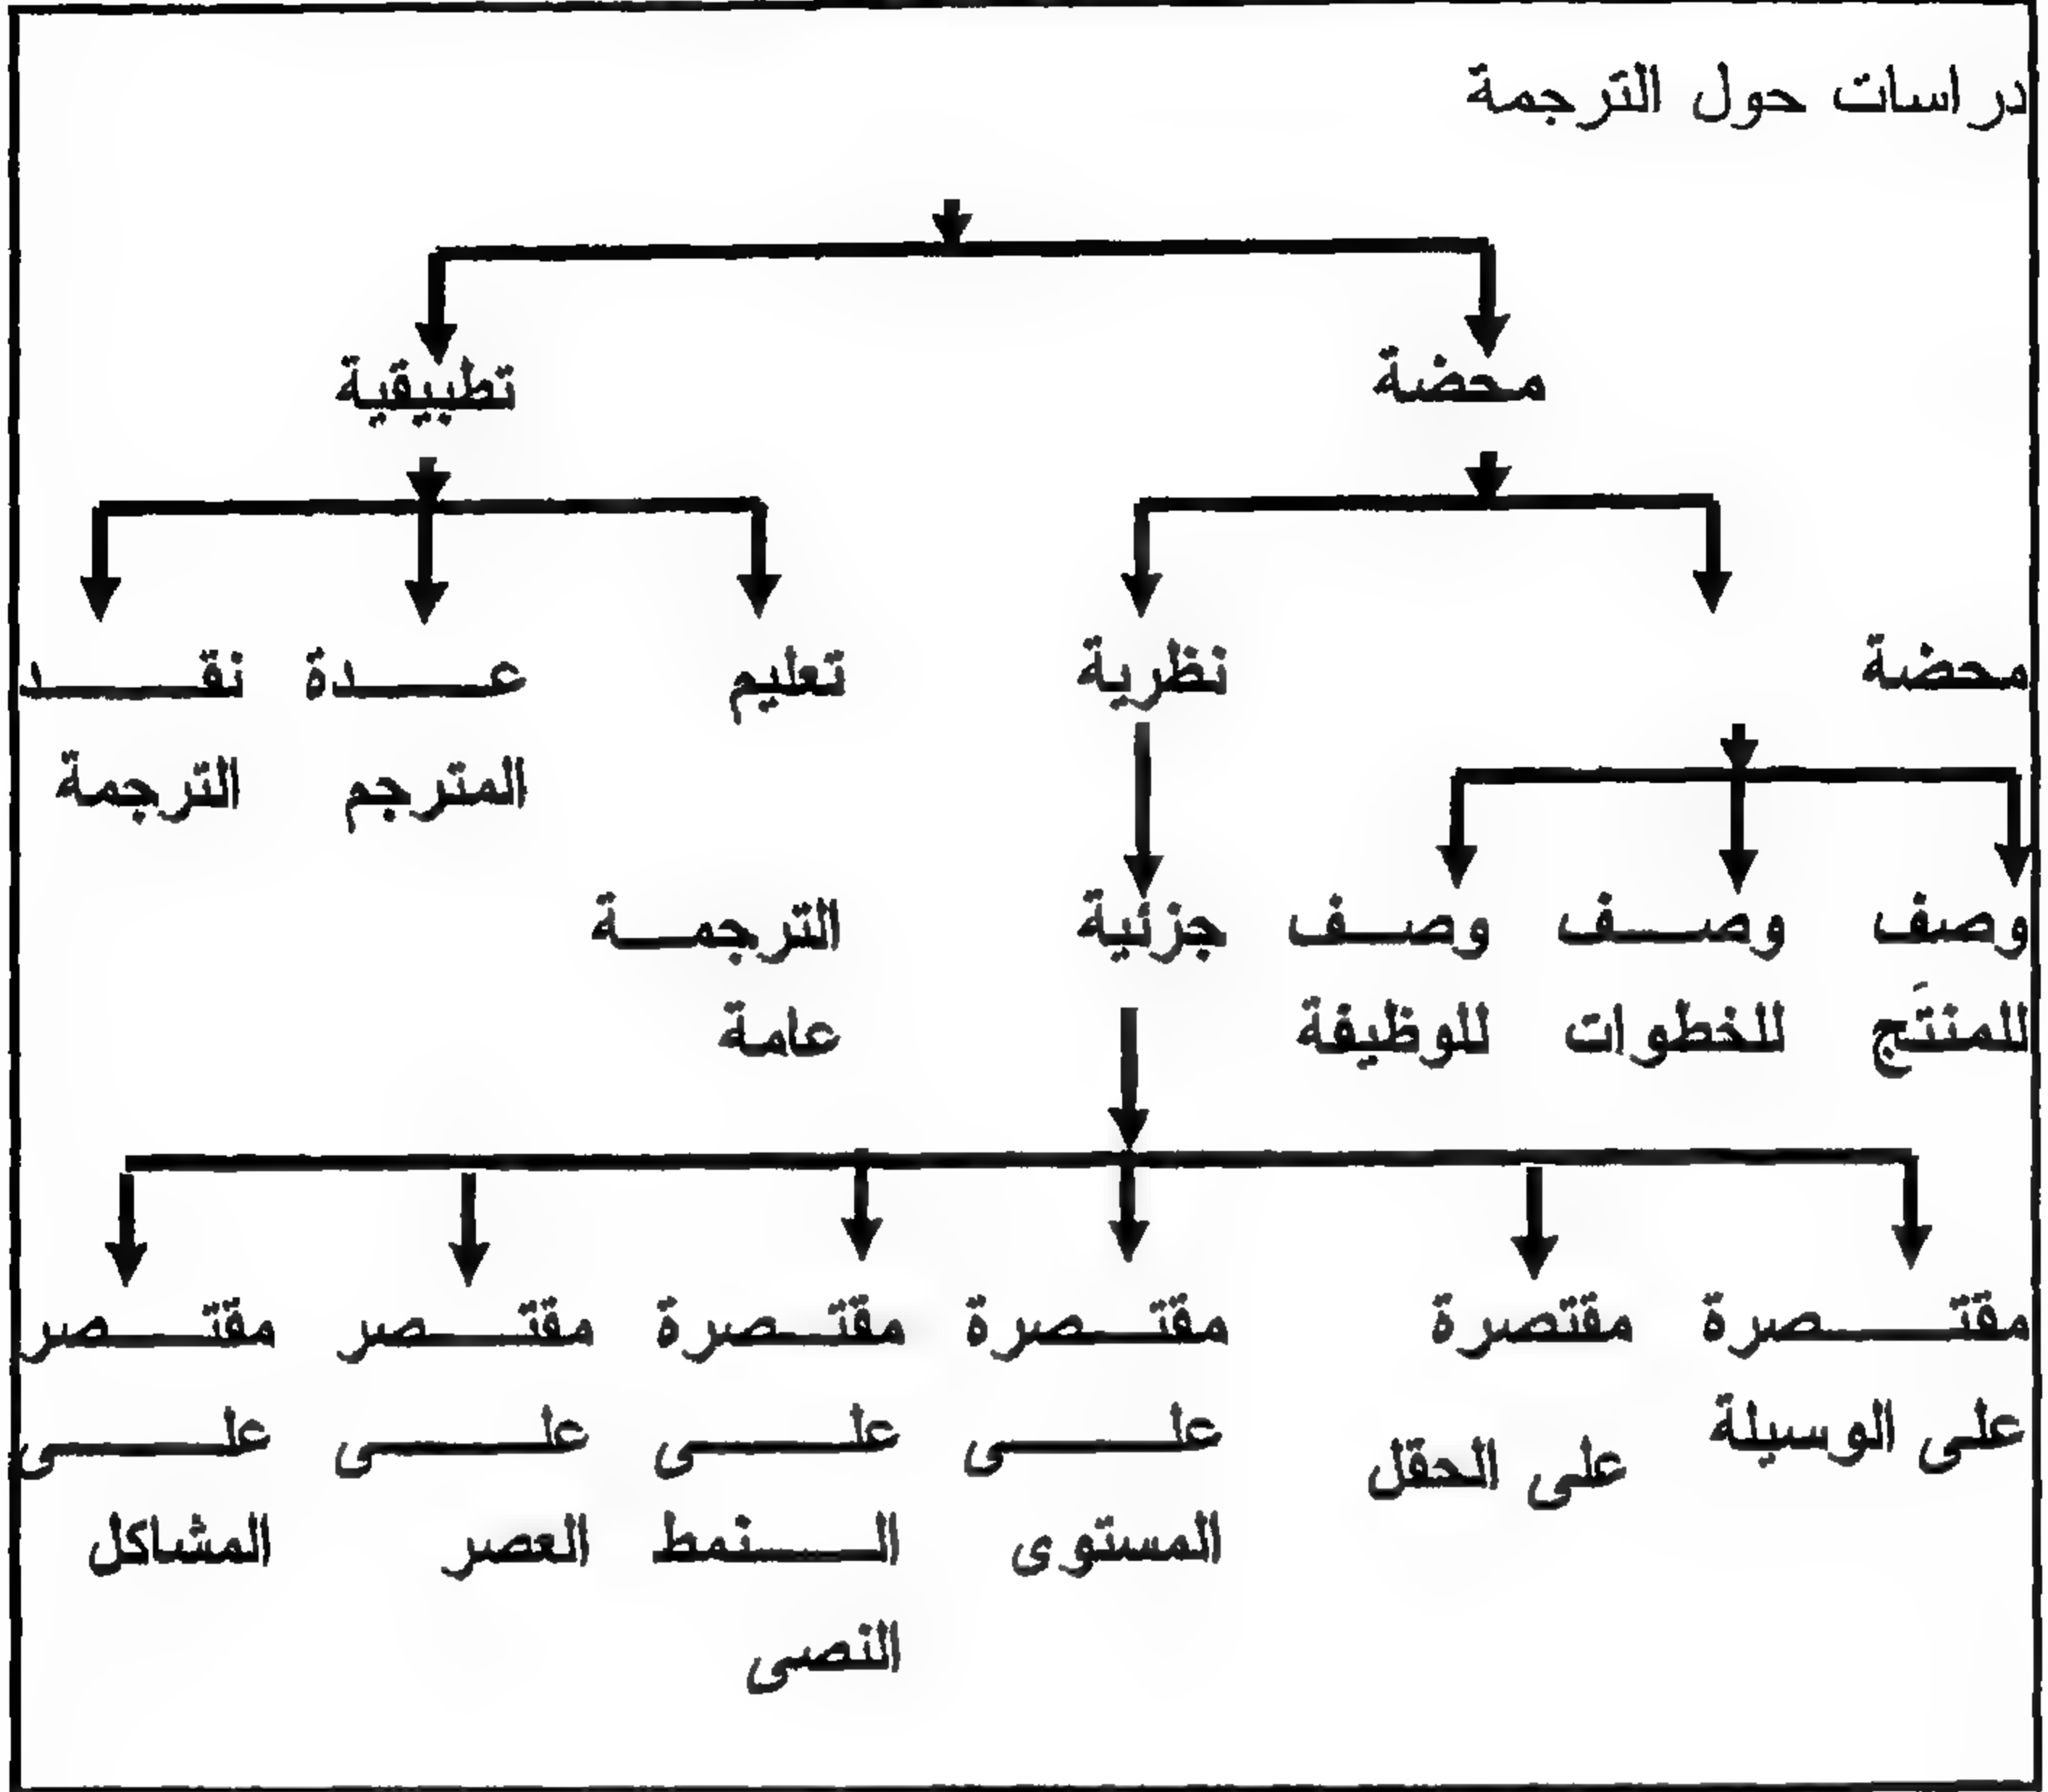 دراسات حول الترجمة
محضة
تطبيقية
محضة
نظرية
تعليم
عدة
المترجم
نقد
الترجمة
وصف
للمنتَج
وصف
للخطوات
وصف
للوظيفة
جزئية
الترجمة
عامة
مقتصرة
على الوسيلة
مقتصرة
على الحقل
مقتصرة
على
المستوى
مقتصرة
على
النمط
النصى
مقتصر
على
العصر
مقتصر
على
المشاكل